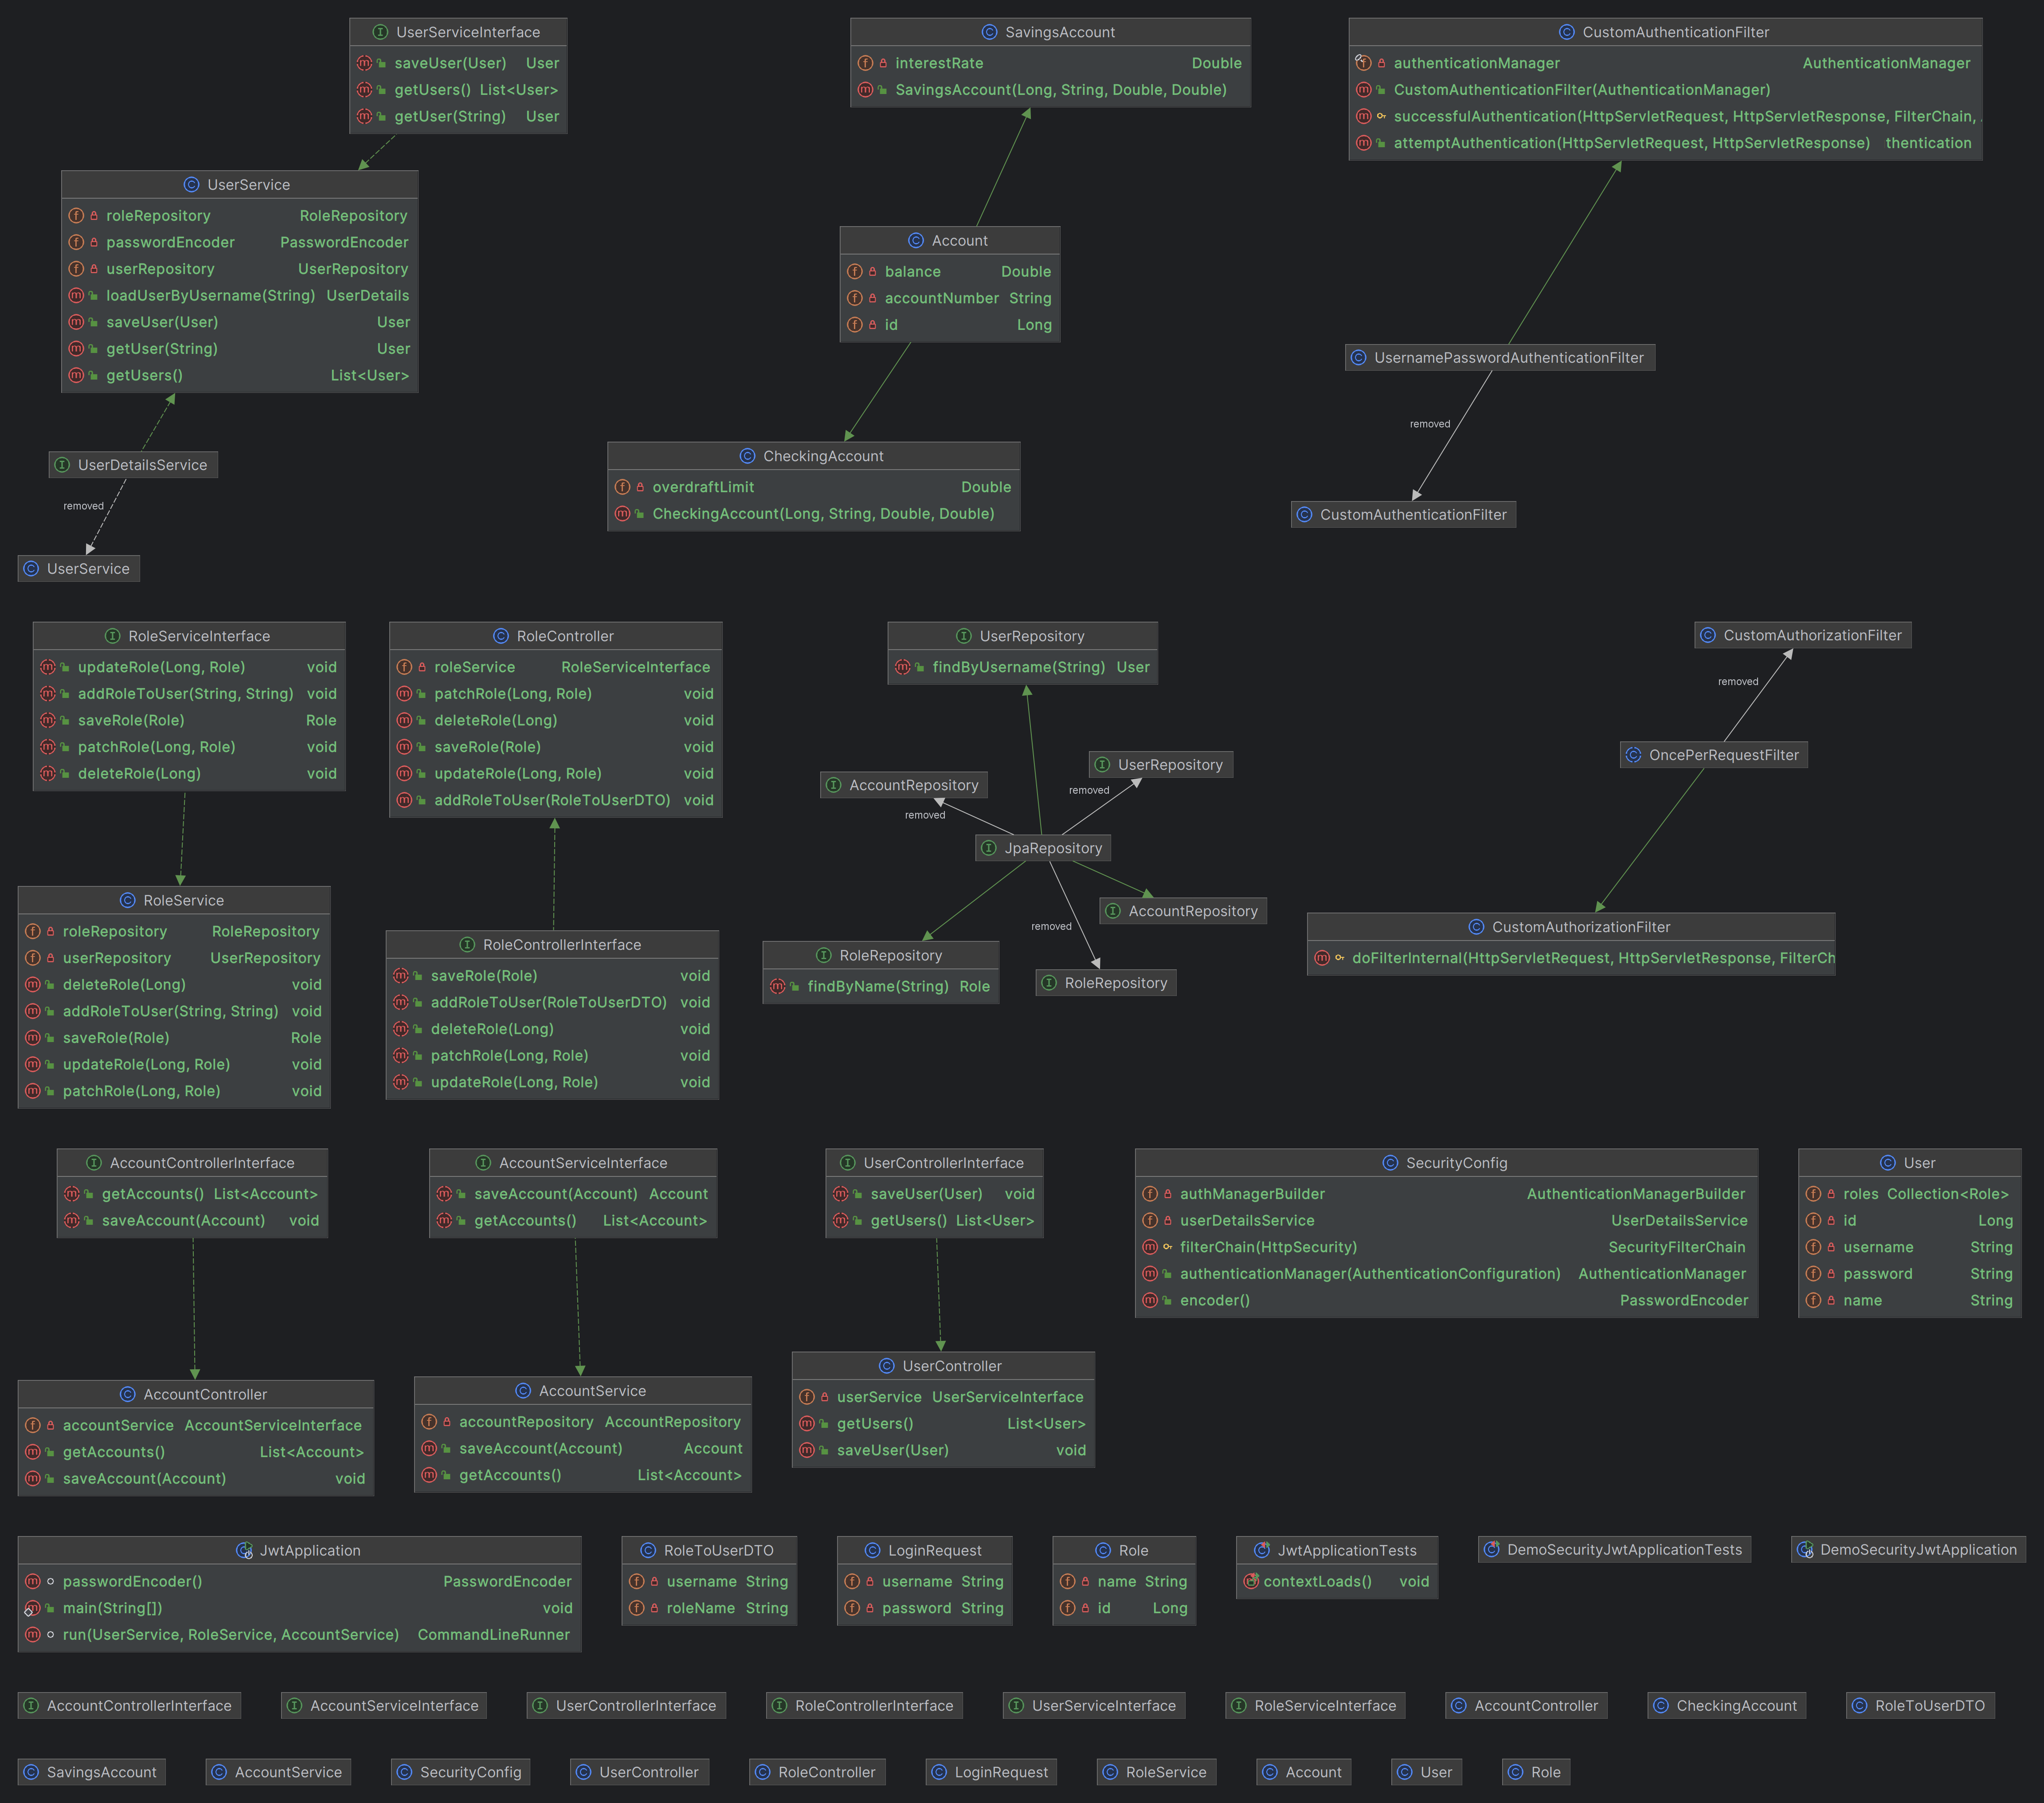 UserServiceInterface
saveUser(User) User
getUsers() List<User>
getUser(String) User
SavingsAccount
interestRate Double
SavingsAccount(Long, String, Double, Double)
CustomAuthenticationFilter
authenticationManager AuthenticationManager
CustomAuthenticationFilter(AuthenticationManager)
successfulAuthentication(HttpServletRequest, HttpServletResponse, FilterChain,
attemptAuthentication(HttpServletRequest, HttpServletResponse) thentication
UserService
roleRepository RoleRepository
passwordEncoder PasswordEncoder
userRepository UserRepository
loadUserByUsername(String) UserDetails
saveUser(User) User
getUser(String) User
getUsers() List<User>
Account
balance Double
accountNumber String
id Long
UsernamePasswordAuthenticationFilter
removed
UserDetailsService
removed
UserService
CheckingAccount
overdraftLimit Double
CheckingAccount(Long, String, Double, Double)
CustomAuthenticationFilter
RoleServiceInterface
updateRole(Long, Role) void
addRoleToUser(String, String) void
saveRole(Role) Role
patchRole(Long, Role) void
deleteRole(Long) void
RoleController
roleService RoleServiceInterface
patchRole(Long, Role) void
deleteRole(Long) void
saveRole(Role) void
updateRole(Long, Role) void
addRoleToUser(RoleToUserDTO) void
UserRepository
findByUsername(String) User
CustomAuthorizationFilter
removed
OncePerRequestFilter
UserRepository
AccountRepository
removed
removed
JpaRepository
AccountRepository
removed
RoleRepository
findByName(String) Role
RoleRepository
CustomAuthorizationFilter
doFilterInternal(HttpServletRequest, HttpServletResponse, FilterCh
RoleService
roleRepository RoleRepository
userRepository UserRepository
deleteRole(Long) void
addRoleToUser(String, String) void
saveRole(Role) Role
updateRole(Long, Role) void
patchRole(Long, Role) void
RoleControllerInterface
saveRole(Role) void
addRoleToUser(RoleToUserDTO) void
deleteRole(Long) void
patchRole(Long, Role) void
updateRole(Long, Role) void
AccountControllerInterface
getAccounts() List<Account>
saveAccount(Account) void
AccountServiceInterface
saveAccount(Account) Account
getAccounts() List<Account>
UserControllerInterface
saveUser(User) void
getUsers() List<User>
SecurityConfig
authManagerBuilder AuthenticationManagerBuilder
userDetailsService UserDetailsService
filterChain(HttpSecurity) SecurityFilterChain
authenticationManager(AuthenticationConfiguration) AuthenticationManager
encoder() PasswordEncoder
User
roles Collection<Role>
id Long
username String
password String
name String
AccountController
accountService AccountServiceInterface
getAccounts() List<Account>
saveAccount(Account) void
AccountService
accountRepository AccountRepository
saveAccount(Account) Account
getAccounts() List<Account>
UserController
userService UserServiceInterface
getUsers() List<User>
saveUser(User) void
JwtApplication
passwordEncoder() PasswordEncoder
main(String[]) void
run(UserService, RoleService, AccountService) CommandLineRunner
RoleToUserDTO
username String
roleName String
LoginRequest
username String
password String
Role
name String
id Long
JwtApplicationTests
contextLoads() void
DemoSecurityJwtApplicationTests
DemoSecurityJwtApplication
AccountControllerInterface
AccountServiceInterface
UserControllerInterface
RoleControllerInterface
UserServiceInterface
RoleServiceInterface
AccountController
CheckingAccount
RoleToUserDTO
SavingsAccount
AccountService
SecurityConfig
UserController
RoleController
LoginRequest
RoleService
Account
User
Role